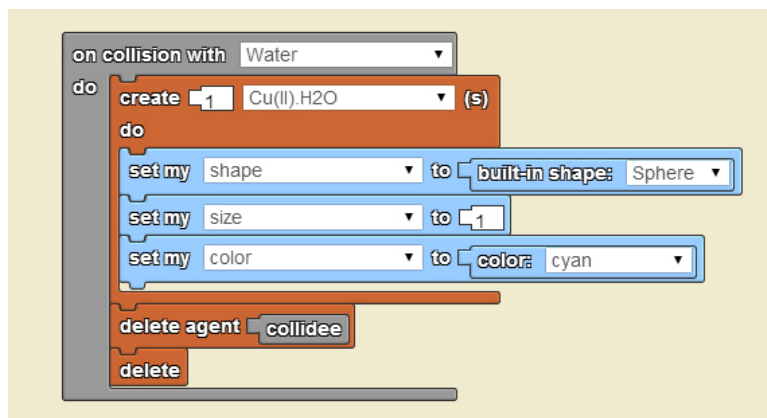 on collision with Water
do
create 1 Cu(II).H2O (s)
do
set my shape to built-in shape: Sphere
set my size to 1
set my color to color: cyan
delete agent collidee
delete